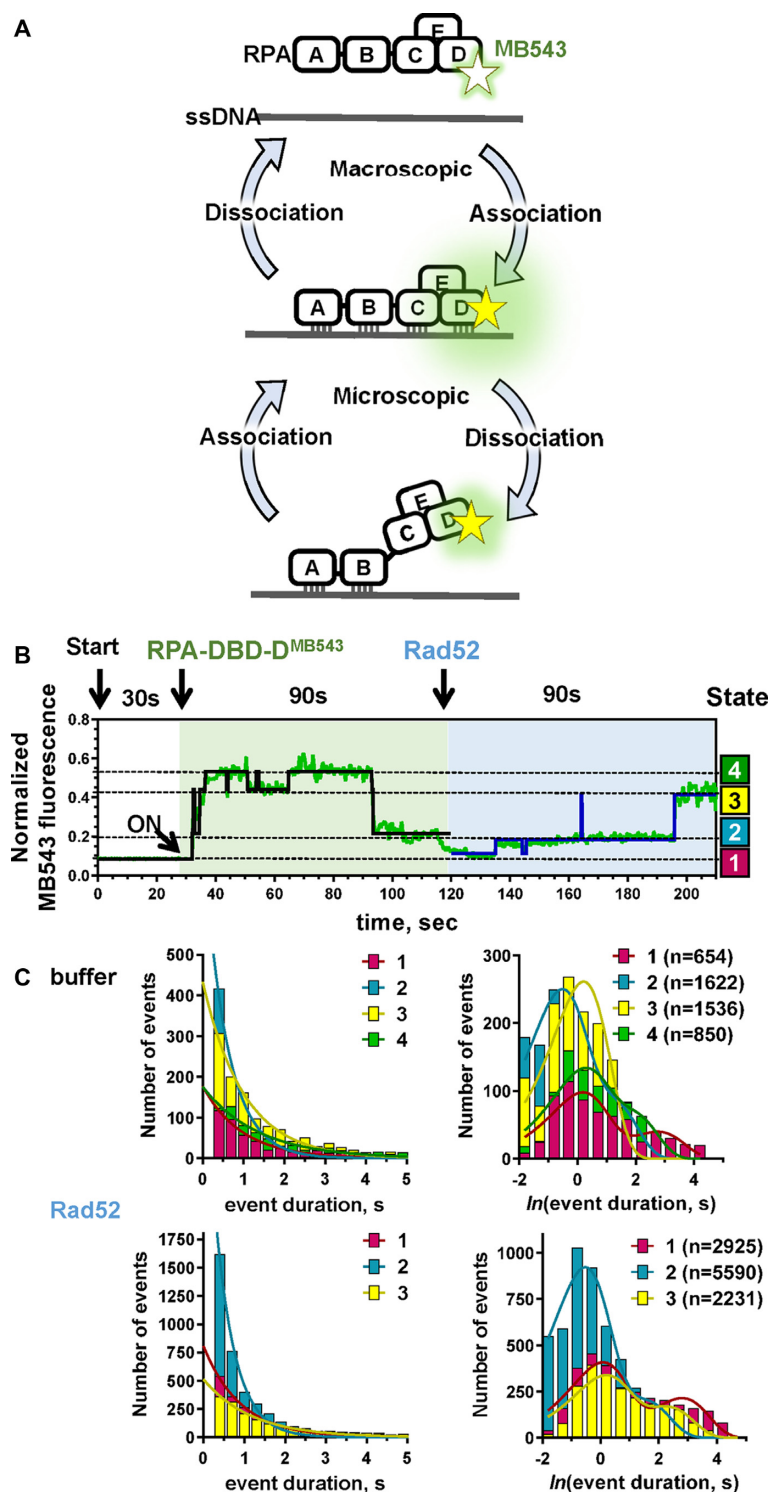 A
RPA A B C E D MB543
ssDNA
Macroscopic
Dissociation
Association
A B C E D
Microscopic
Association
Dissociation
A B C E D
B
Start RPA-DBD-D^MB543 Rad52
30s 90s 90s State
Normalized
MB543 fluorescence
0.8
0.6
0.4
0.2
0.0
ON
4
3
2
1
0 20 40 60 80 100 120 140 160 180 200
time, sec
C buffer
Number of events
500
400
300
200
100
0
1
2
3
4
0 1 2 3 4 5
event duration, s
Number of events
300
200
100
0
1 (n=654)
2 (n=1622)
3 (n=1536)
4 (n=850)
-2 0 2 4
ln(event duration, s)
Rad52
Number of events
1750
1500
1250
1000
750
500
250
0
1
2
3
0 1 2 3 4 5
event duration, s
Number of events
1000
750
500
250
0
1 (n=2925)
2 (n=5590)
3 (n=2231)
-2 0 2 4
ln(event duration, s)